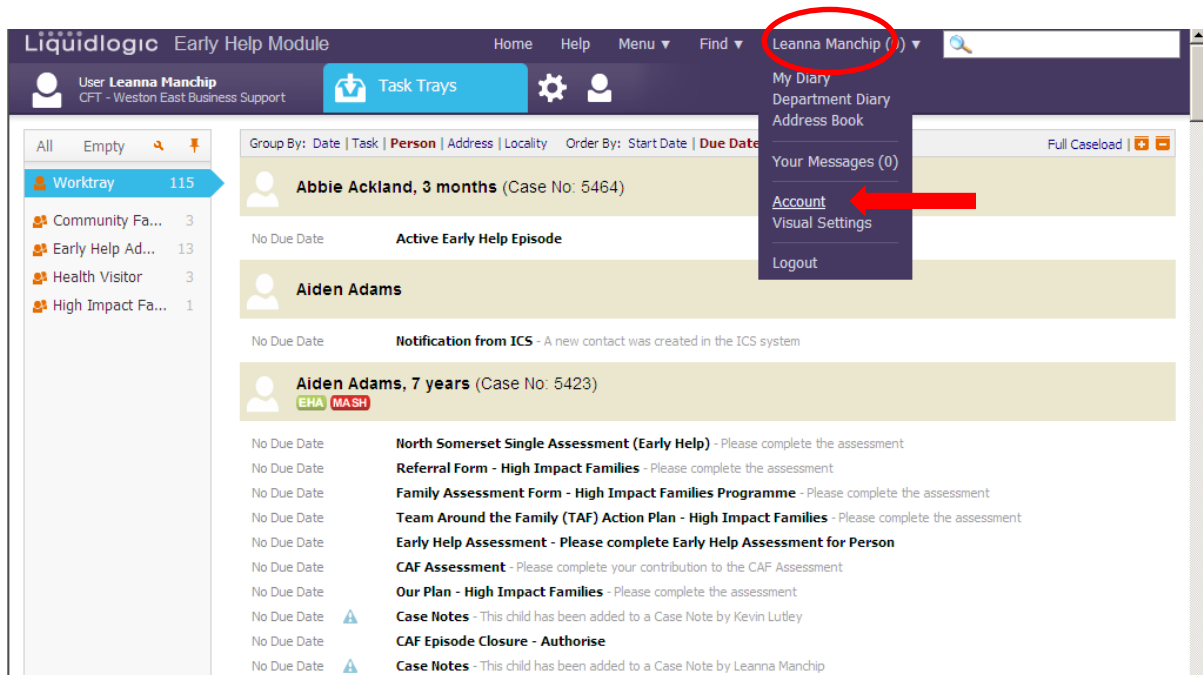 Liquidlogic Early Help Module
Home Help Menu ▼ Find ▼ Leanna Manchip (0) ▼
User Leanna Manchip
CFT - Weston East Business Support
Task Trays
My Diary
Department Diary
Address Book
Your Messages (0)
Account
Visual Settings
Logout
All Empty
Worktray 115
Community Fa... 3
Early Help Ad... 13
Health Visitor 3
High Impact Fa... 1
Group By: Date | Task | Person | Address | Locality Order By: Start Date | Due Date
Full Caseload |
Abbie Ackland, 3 months (Case No: 5464)
No Due Date Active Early Help Episode
Aiden Adams
No Due Date Notification from ICS - A new contact was created in the ICS system
Aiden Adams, 7 years (Case No: 5423)
EHA MASH
No Due Date North Somerset Single Assessment (Early Help) - Please complete the assessment
No Due Date Referral Form - High Impact Families - Please complete the assessment
No Due Date Family Assessment Form - High Impact Families Programme - Please complete the assessment
No Due Date Team Around the Family (TAF) Action Plan - High Impact Families - Please complete the assessment
No Due Date Early Help Assessment - Please complete Early Help Assessment for Person
No Due Date CAF Assessment - Please complete your contribution to the CAF Assessment
No Due Date Our Plan - High Impact Families - Please complete the assessment
No Due Date Case Notes - This child has been added to a Case Note by Kevin Lutley
No Due Date CAF Episode Closure - Authorise
No Due Date Case Notes - This child has been added to a Case Note by Leanna Manchip